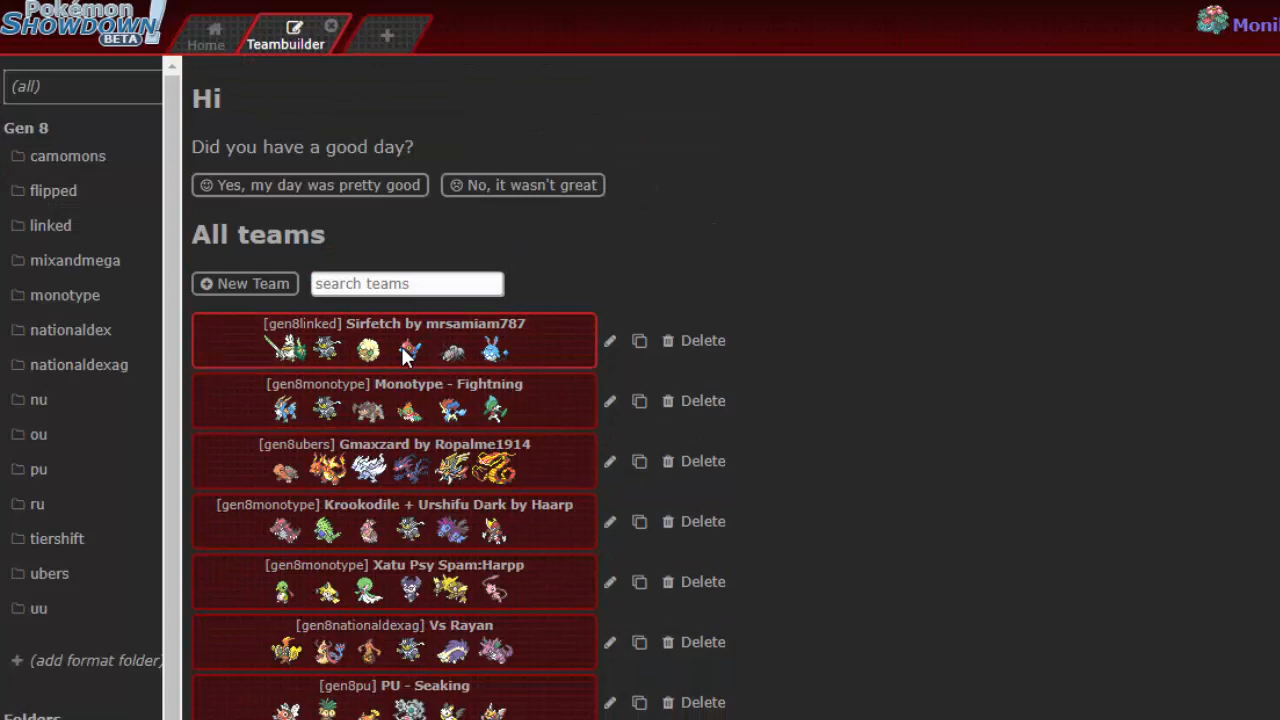 Pokémon
SHOWDOWN!
BETA
Home
Teambuilder
Moni
(all)
Gen 8
camomons
flipped
linked
mixandmega
monotype
nationaldex
nationaldexag
nu
ou
pu
ru
tiershift
ubers
uu
(add format folder)
Folders
Hi
Did you have a good day?
Yes, my day was pretty good
No, it wasn't great
All teams
New Team
search teams
[gen8linked] Sirfetch by mrsamiam787
Delete
[gen8monotype] Monotype - Fightning
Delete
[gen8ubers] Gmaxzard by Ropalme1914
Delete
[gen8monotype] Krookodile + Urshifu Dark by Haarp
Delete
[gen8monotype] Xatu Psy Spam:Harpp
Delete
[gen8nationaldexag] Vs Rayan
Delete
[gen8pu] PU - Seaking
Delete